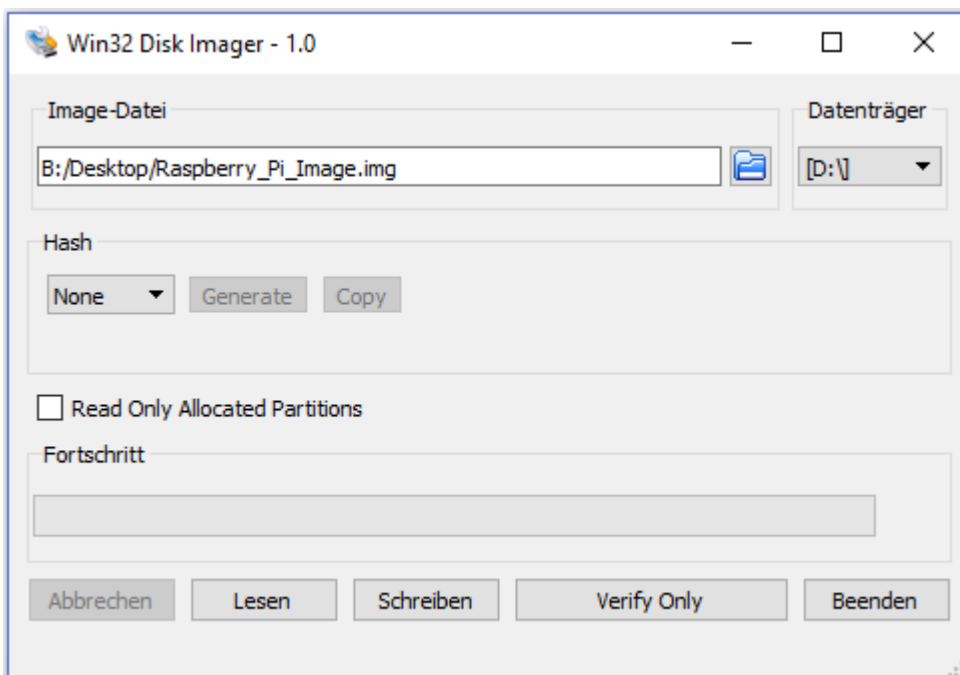 Win32 Disk Imager - 1.0
Image-Datei
Datenträger
B:/Desktop/Raspberry_Pi_Image.img
[D:\]
Hash
None
Generate
Copy
Read Only Allocated Partitions
Fortschritt
Abbrechen
Lesen
Schreiben
Verify Only
Beenden